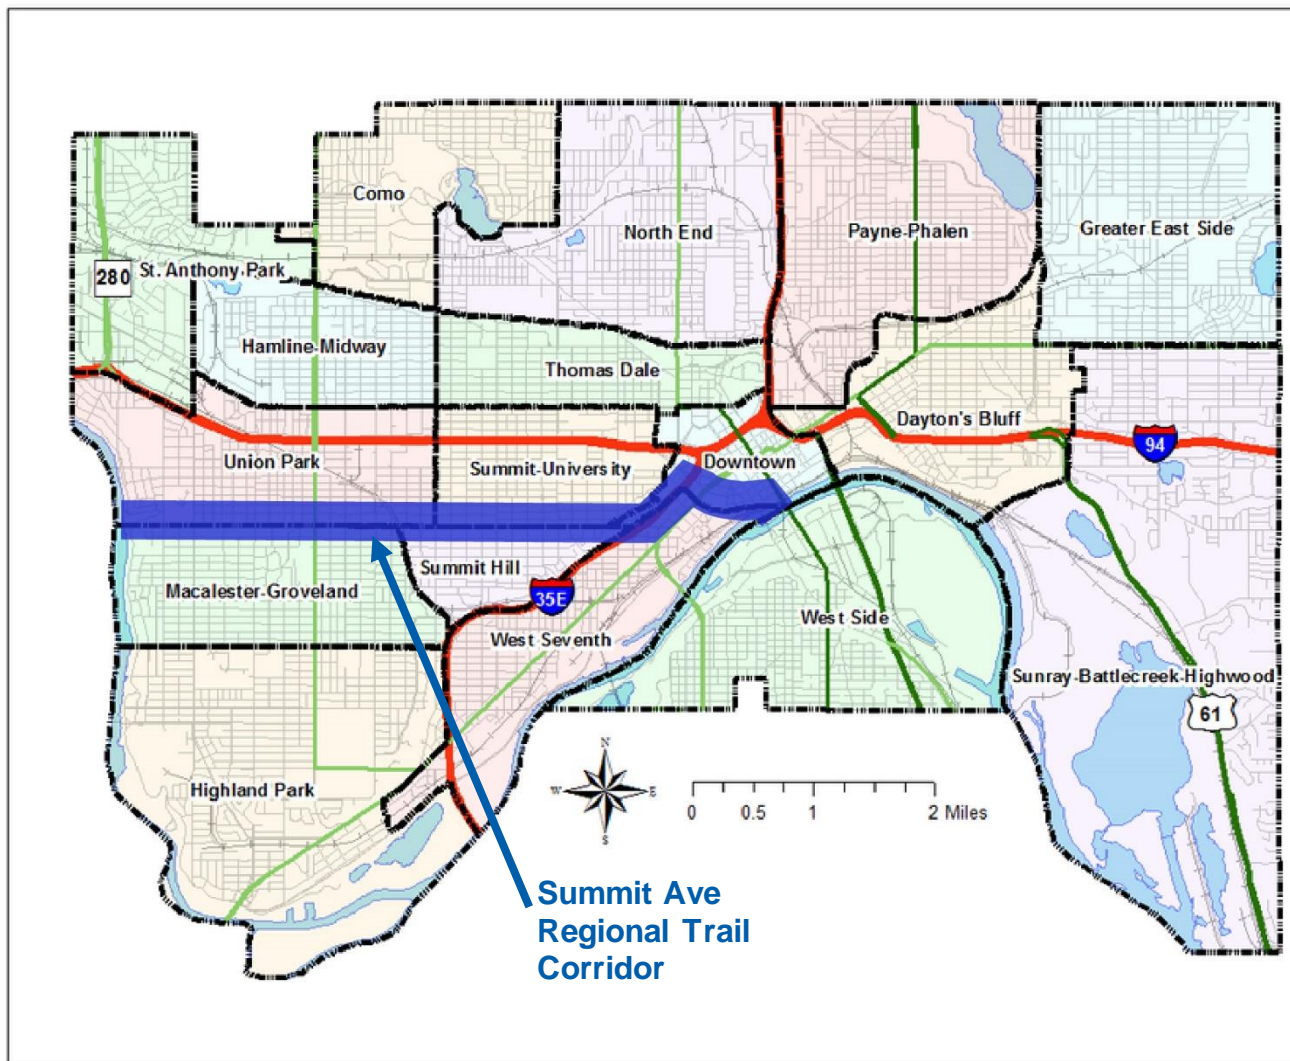 Como
North End
Payne-Phalen
Greater East Side
280
St. Anthony Park
Hamline-Midway
Thomas Dale
Dayton's Bluff
94
Union Park
Summit-University
Downtown
Macalester-Groveland
Summit Hill
35E
West Seventh
West Side
Sunray-Battlecreek-Highwood
61
Highland Park
N
W
E
S
0 0.5 1 2 Miles
Summit Ave
Regional Trail
Corridor